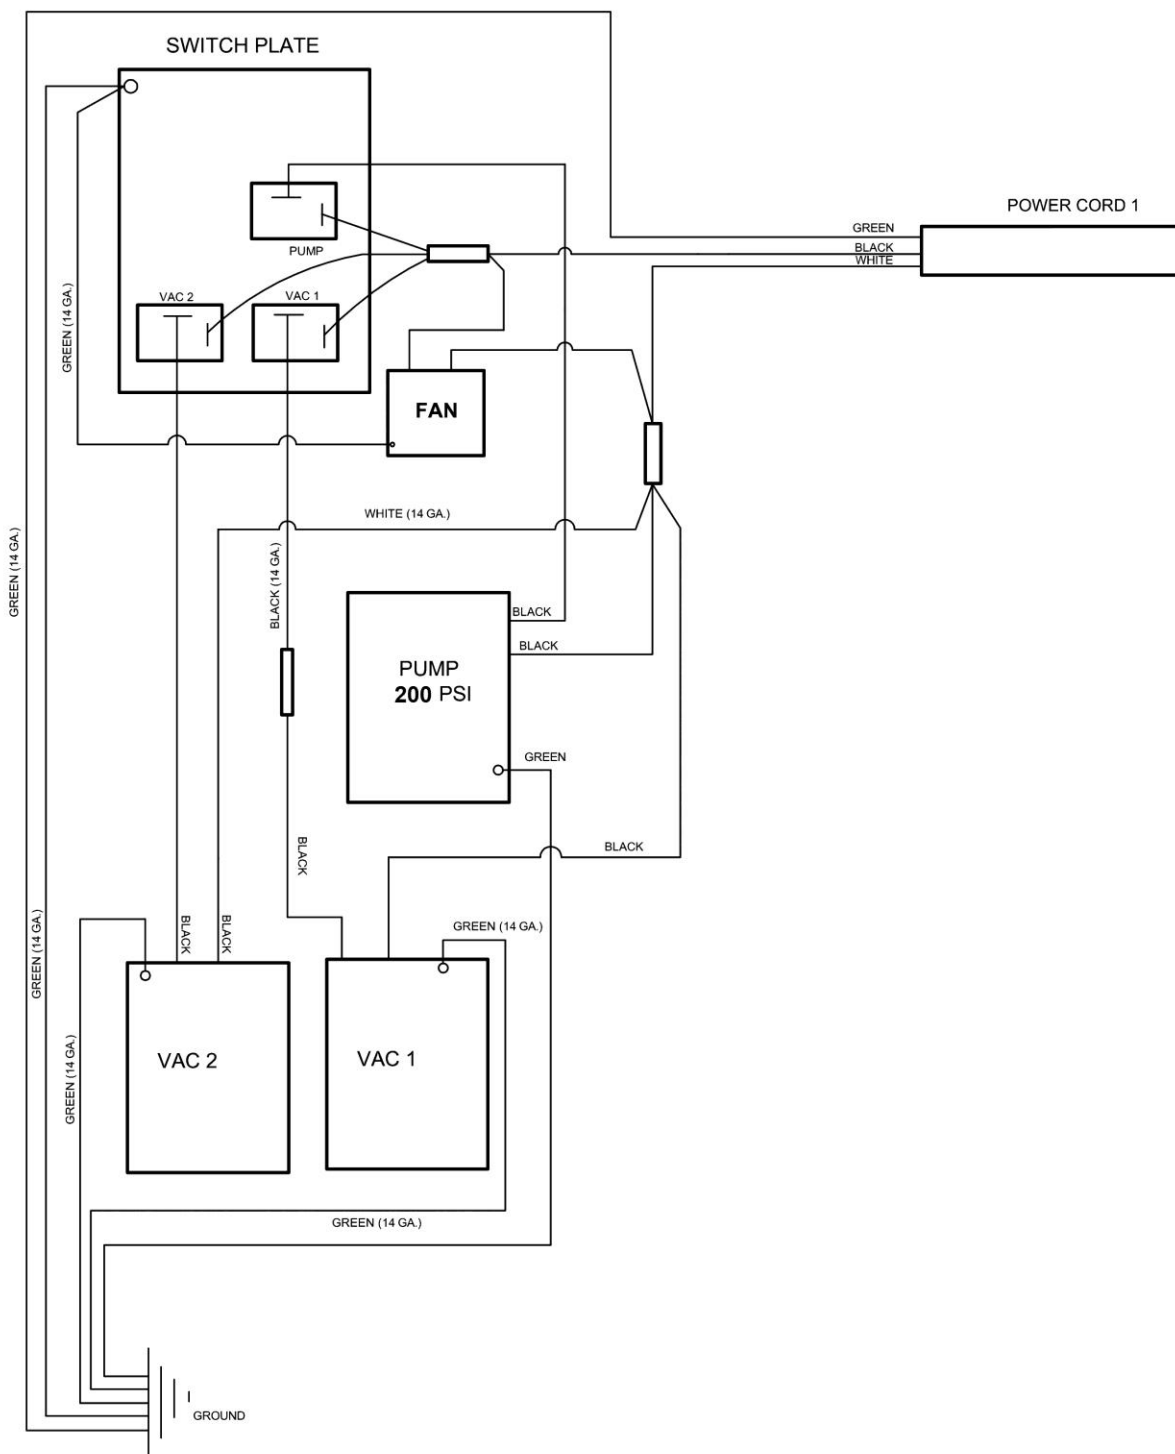 SWITCH PLATE
POWER CORD 1
GREEN
BLACK
WHITE
PUMP
VAC 2
VAC 1
GREEN (14 GA.)
FAN
WHITE (14 GA.)
GREEN (14 GA.)
BLACK (14 GA.)
BLACK
BLACK
PUMP
200 PSI
GREEN
BLACK
BLACK
BLACK
BLACK
GREEN (14 GA.)
GREEN (14 GA.)
GREEN (14 GA.)
VAC 2
VAC 1
GREEN (14 GA.)
GROUND